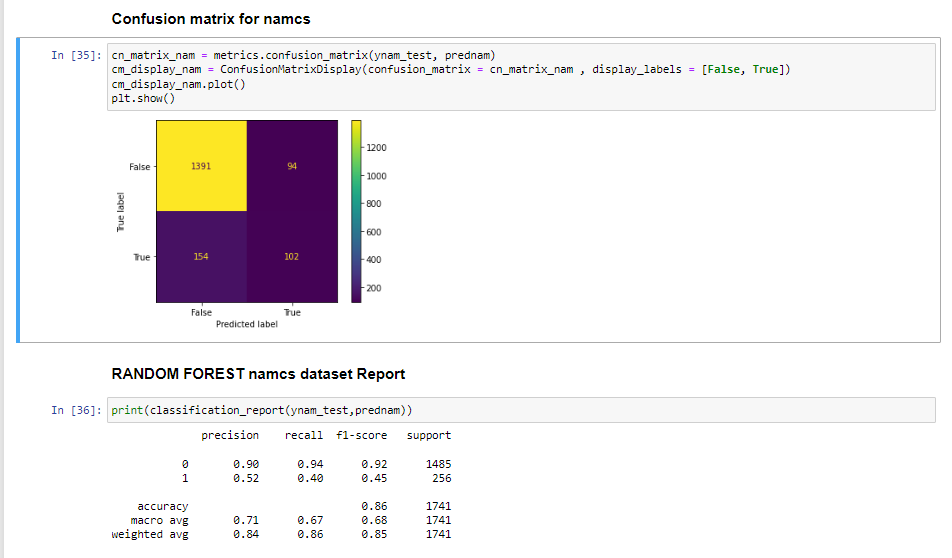 Confusion matrix for namcs
In [35]: cn_matrix_nam = metrics.confusion_matrix(ynam_test, prednam)
cm_display_nam = ConfusionMatrixDisplay(confusion_matrix = cn_matrix_nam , display_labels = [False, True])
cm_display_nam.plot()
plt.show()
1200
1000
800
600
400
200
False 1391 94
True label
True 154 102
False True
Predicted label
RANDOM FOREST namcs dataset Report
In [36]: print(classification_report(ynam_test,prednam))
precision recall f1-score support
0 0.90 0.94 0.92 1485
1 0.52 0.40 0.45 256
accuracy 0.86 1741
macro avg 0.71 0.67 0.68 1741
weighted avg 0.84 0.86 0.85 1741